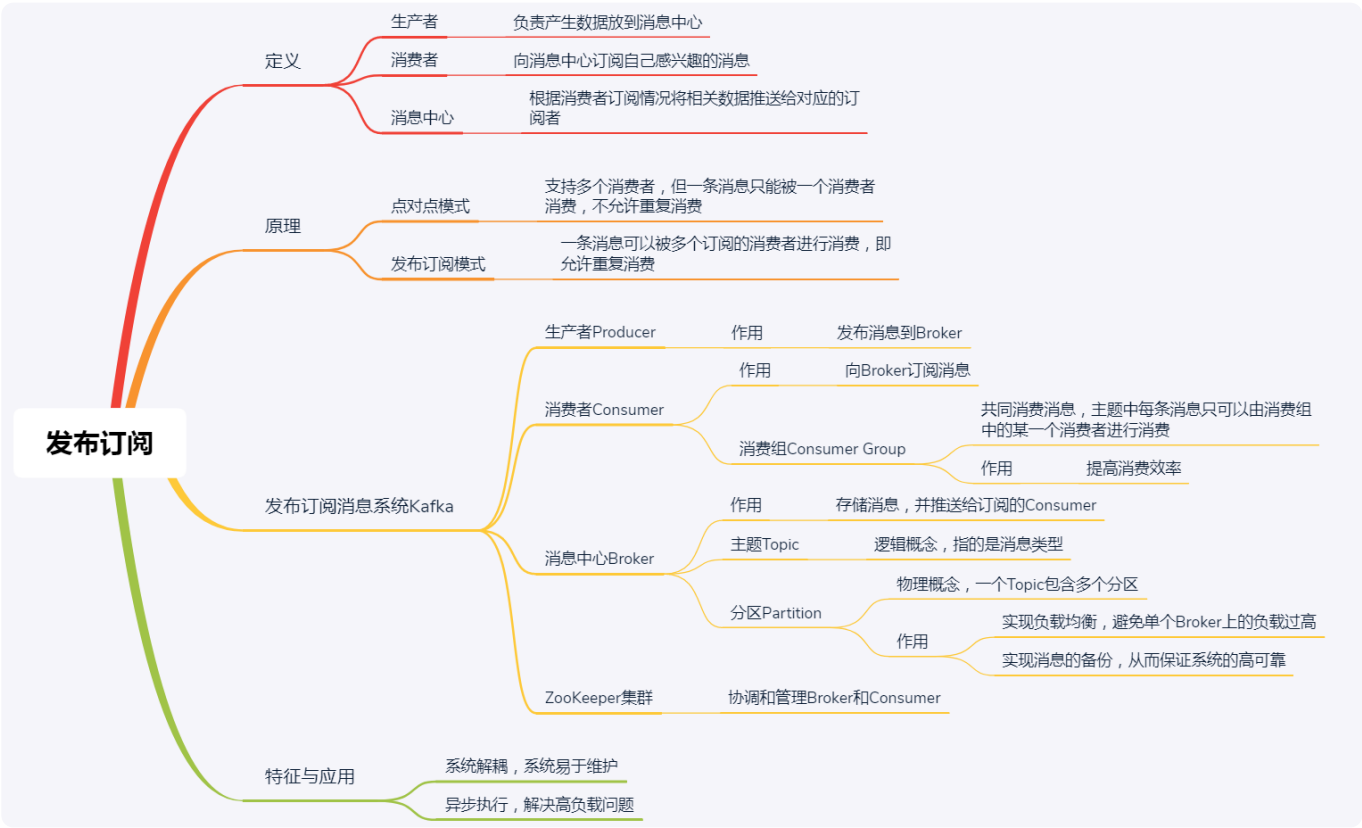 发布订阅
定义
生产者
负责产生数据放到消息中心
消费者
向消息中心订阅自己感兴趣的消息
消息中心
根据消费者订阅情况将相关数据推送给对应的订
阅者
原理
点对点模式
支持多个消费者，但一条消息只能被一个消费者
消费，不允许重复消费
发布订阅模式
一条消息可以被多个订阅的消费者进行消费，即
允许重复消费
发布订阅消息系统Kafka
生产者Producer
作用
发布消息到Broker
消费者Consumer
作用
向Broker订阅消息
消费组Consumer Group
共同消费消息，主题中每条消息只可以由消费组
中的某一个消费者进行消费
作用
提高消费效率
消息中心Broker
作用
存储消息，并推送给订阅的Consumer
主题Topic
逻辑概念，指的是消息类型
分区Partition
物理概念，一个Topic包含多个分区
作用
实现负载均衡，避免单个Broker上的负载过高
实现消息的备份，从而保证系统的高可靠
ZooKeeper集群
协调和管理Broker和Consumer
特征与应用
系统解耦，系统易于维护
异步执行，解决高负载问题